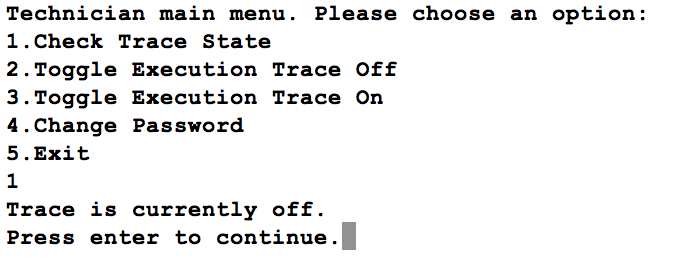 Technician main menu. Please choose an option:
1.Check Trace State
2.Toggle Execution Trace Off
3.Toggle Execution Trace On
4.Change Password
5.Exit
1
Trace is currently off.
Press enter to continue.